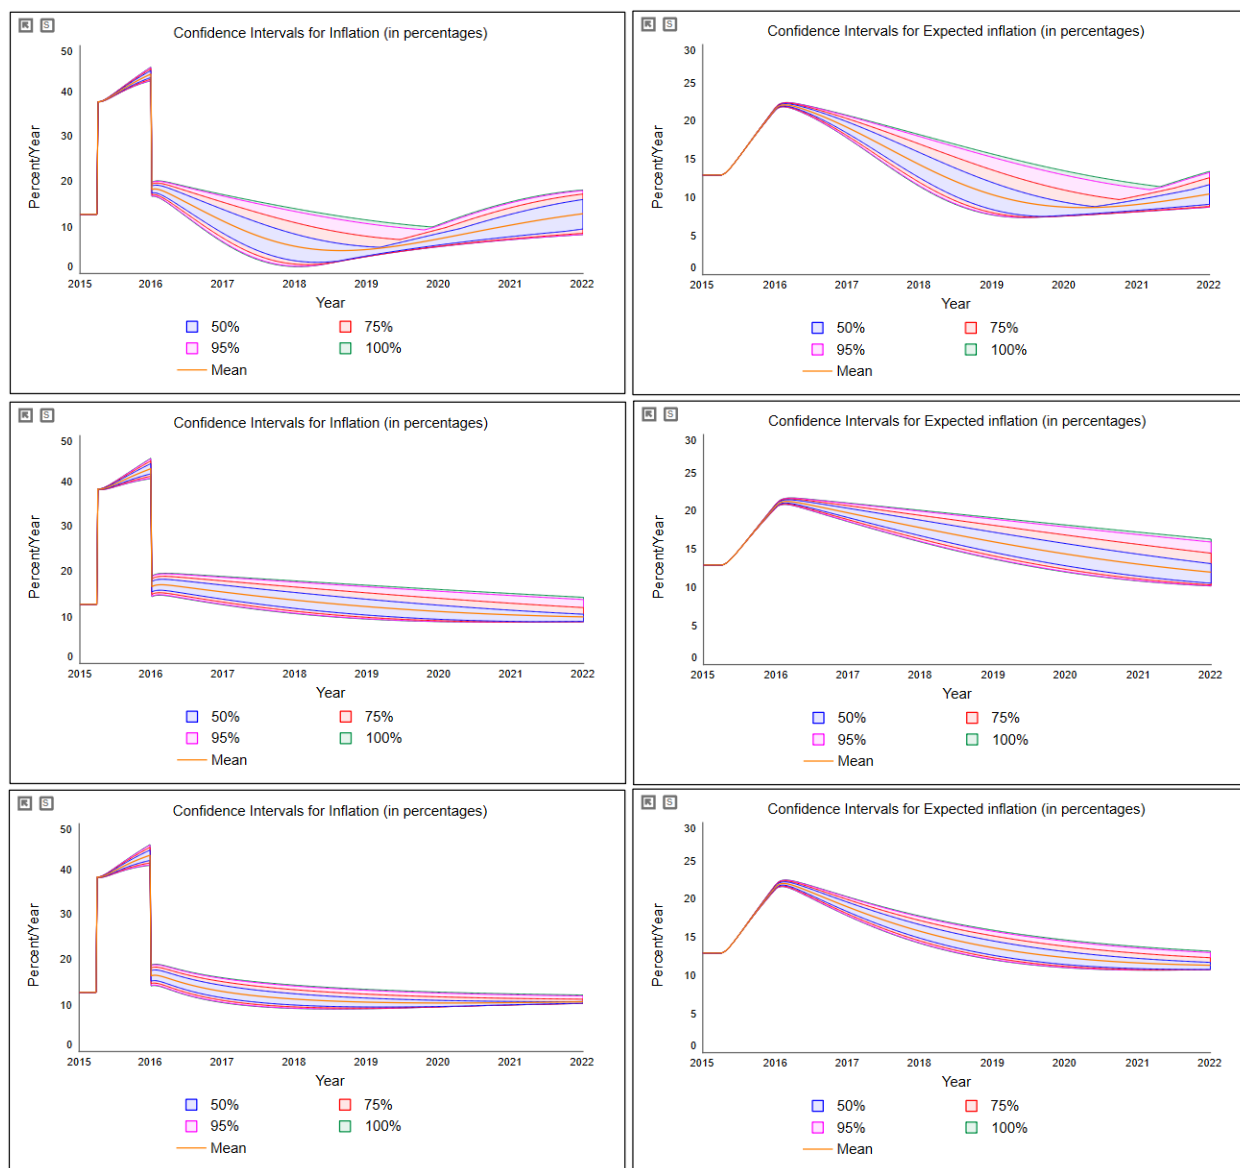 S
Confidence Intervals for Inflation (in percentages)
50
40
30
20
10
0
Percent/Year
2015 2016 2017 2018 2019 2020 2021 2022
Year
50% 75%
95% 100%
Mean
S
Confidence Intervals for Expected inflation (in percentages)
30
25
20
15
10
5
0
Percent/Year
2015 2016 2017 2018 2019 2020 2021 2022
Year
50% 75%
95% 100%
Mean
S
Confidence Intervals for Inflation (in percentages)
50
40
30
20
10
0
Percent/Year
2015 2016 2017 2018 2019 2020 2021 2022
Year
50% 75%
95% 100%
Mean
S
Confidence Intervals for Expected inflation (in percentages)
30
25
20
15
10
5
0
Percent/Year
2015 2016 2017 2018 2019 2020 2021 2022
Year
50% 75%
95% 100%
Mean
S
Confidence Intervals for Inflation (in percentages)
50
40
30
20
10
0
Percent/Year
2015 2016 2017 2018 2019 2020 2021 2022
Year
50% 75%
95% 100%
Mean
S
Confidence Intervals for Expected inflation (in percentages)
30
25
20
15
10
5
0
Percent/Year
2015 2016 2017 2018 2019 2020 2021 2022
Year
50% 75%
95% 100%
Mean